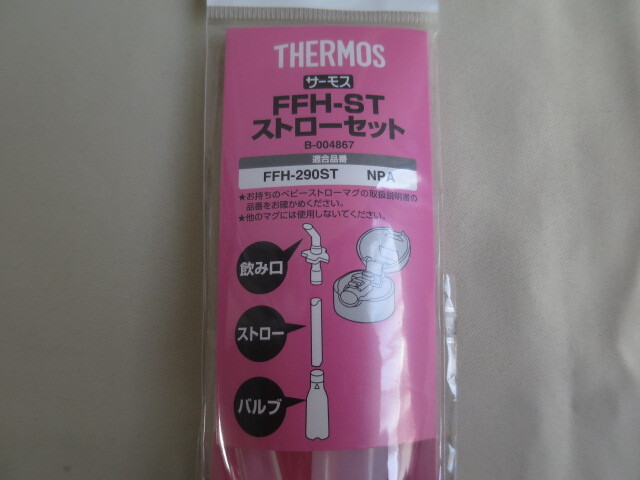 THERMOS
サーモス
FFH-ST
ストローセット
B-004867
適合品番
FFH-290ST NPA
★お持ちのベビーストローマグの取扱説明書の
品番をお確かめください。
★他のマグには使用しないでください。
飲み口
ストロー
バルブ